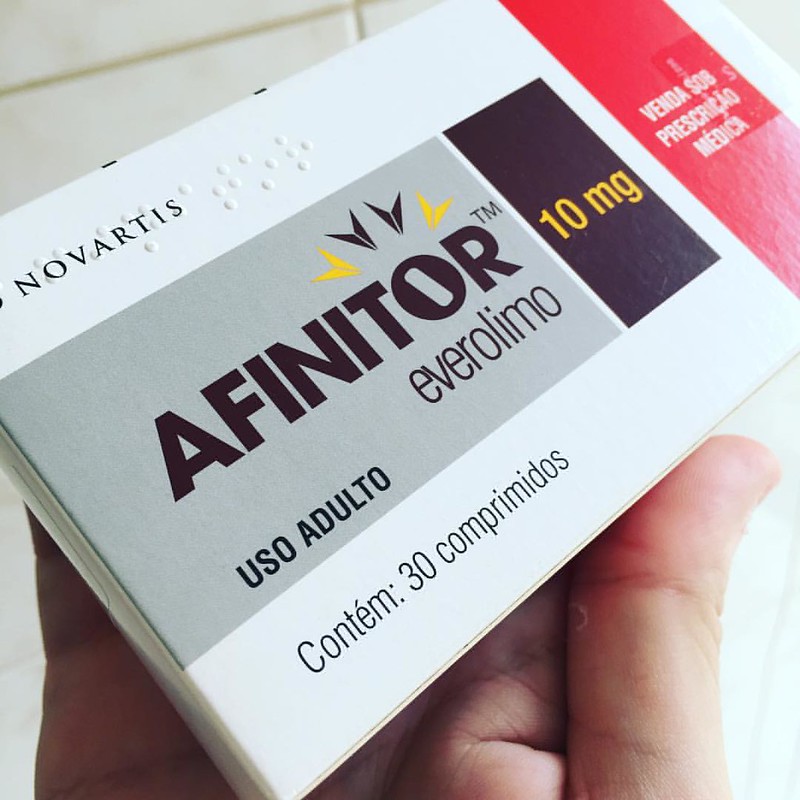 NOVARTIS
AFINITOR™
everolimo
10 mg
USO ADULTO
Contém: 30 comprimidos
VENDA SOB
PRESCRIÇÃO
MÉDICA